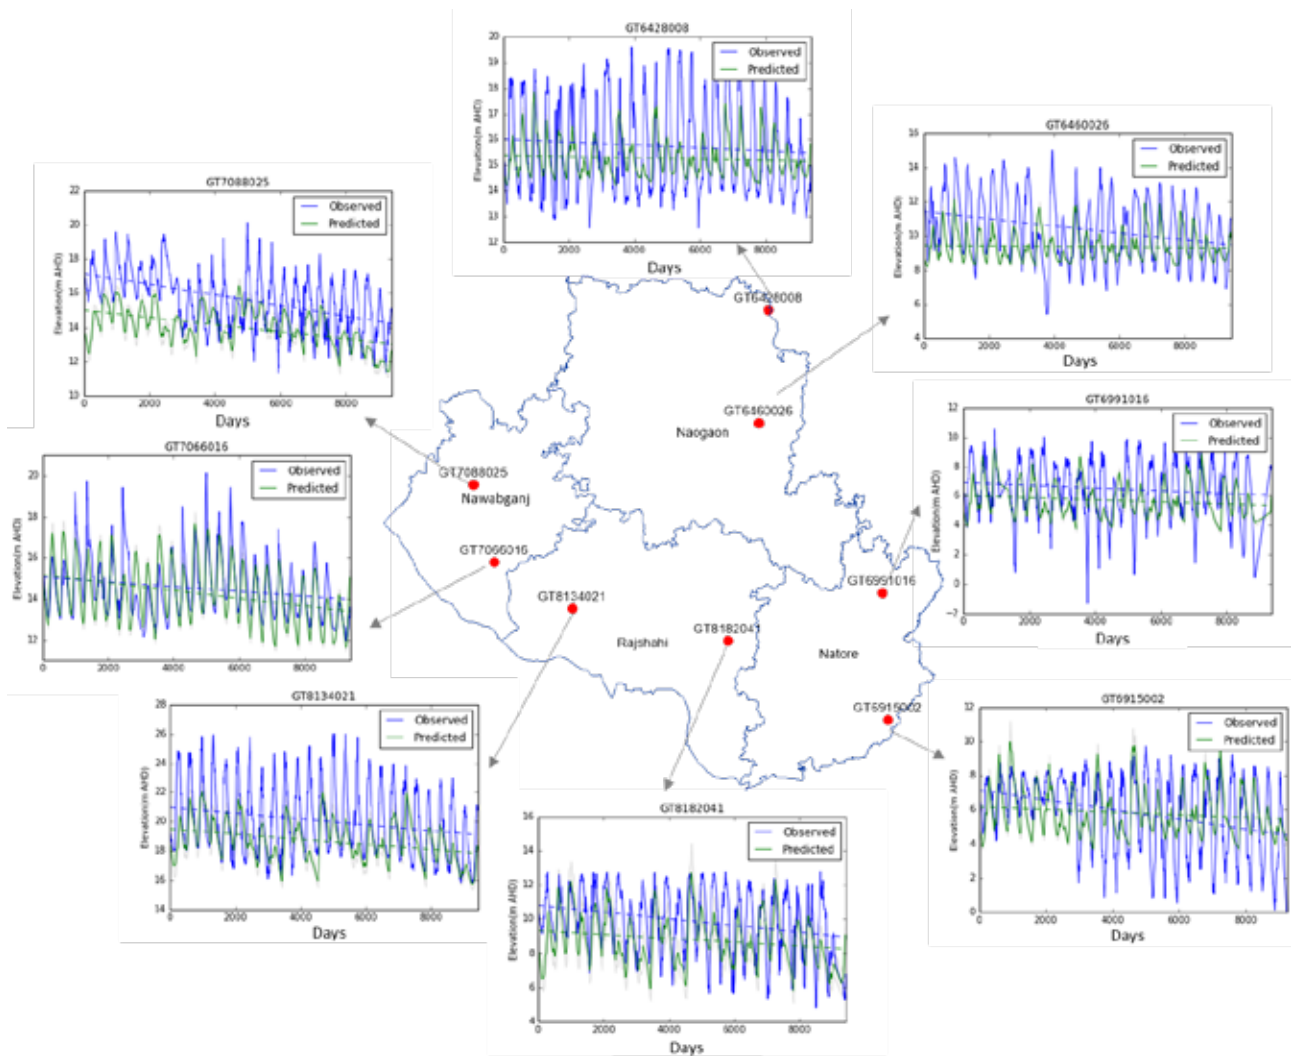 GT6428008
Elevation(m AHD)
20
19
18
17
16
15
14
13
12
Observed
Predicted
0
2000
4000
6000
8000
Days
GT6460026
Elevation(m AHD)
16
14
12
10
8
6
4
Observed
Predicted
0
2000
4000
6000
8000
Days
GT7088025
Elevation(m AHD)
22
20
18
16
14
12
10
Observed
Predicted
0
2000
4000
6000
8000
Days
GT6991016
Elevation(m AHD)
12
10
8
6
4
2
0
−2
Observed
Predicted
0
2000
4000
6000
8000
Days
GT7066016
Elevation(m AHD)
20
18
16
14
12
Observed
Predicted
0
2000
4000
6000
8000
Days
GT6428008
GT6460026
Naogaon
GT7088025
Nawabganj
GT7066016
GT8134021
Rajshahi
GT8182041
GT6991016
Natore
GT6915002
GT8134021
Elevation(m AHD)
28
26
24
22
20
18
16
14
Observed
Predicted
0
2000
4000
6000
8000
Days
GT8182041
Elevation(m AHD)
16
14
12
10
8
6
4
Observed
Predicted
0
2000
4000
6000
8000
Days
GT6915002
Elevation(m AHD)
12
10
8
6
4
2
0
Observed
Predicted
0
2000
4000
6000
8000
Days